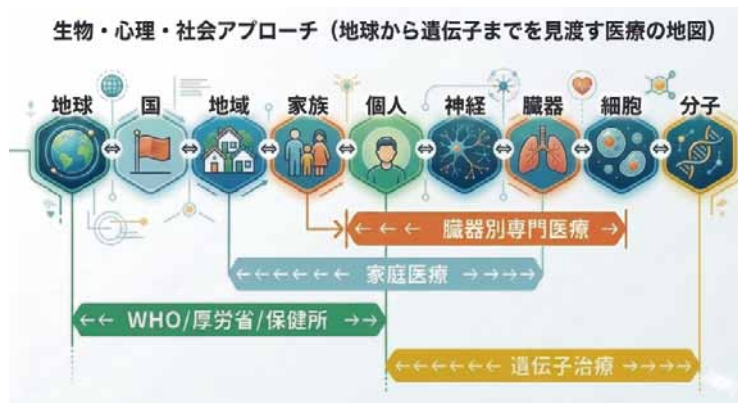 生物・心理・社会アプローチ（地球から遺伝子までを見渡す医療の地図）
地球 国 地域 家族 個人 神経 臓器 細胞 分子
臓器別専門医療
家庭医療
WHO/厚労省/保健所
遺伝子治療